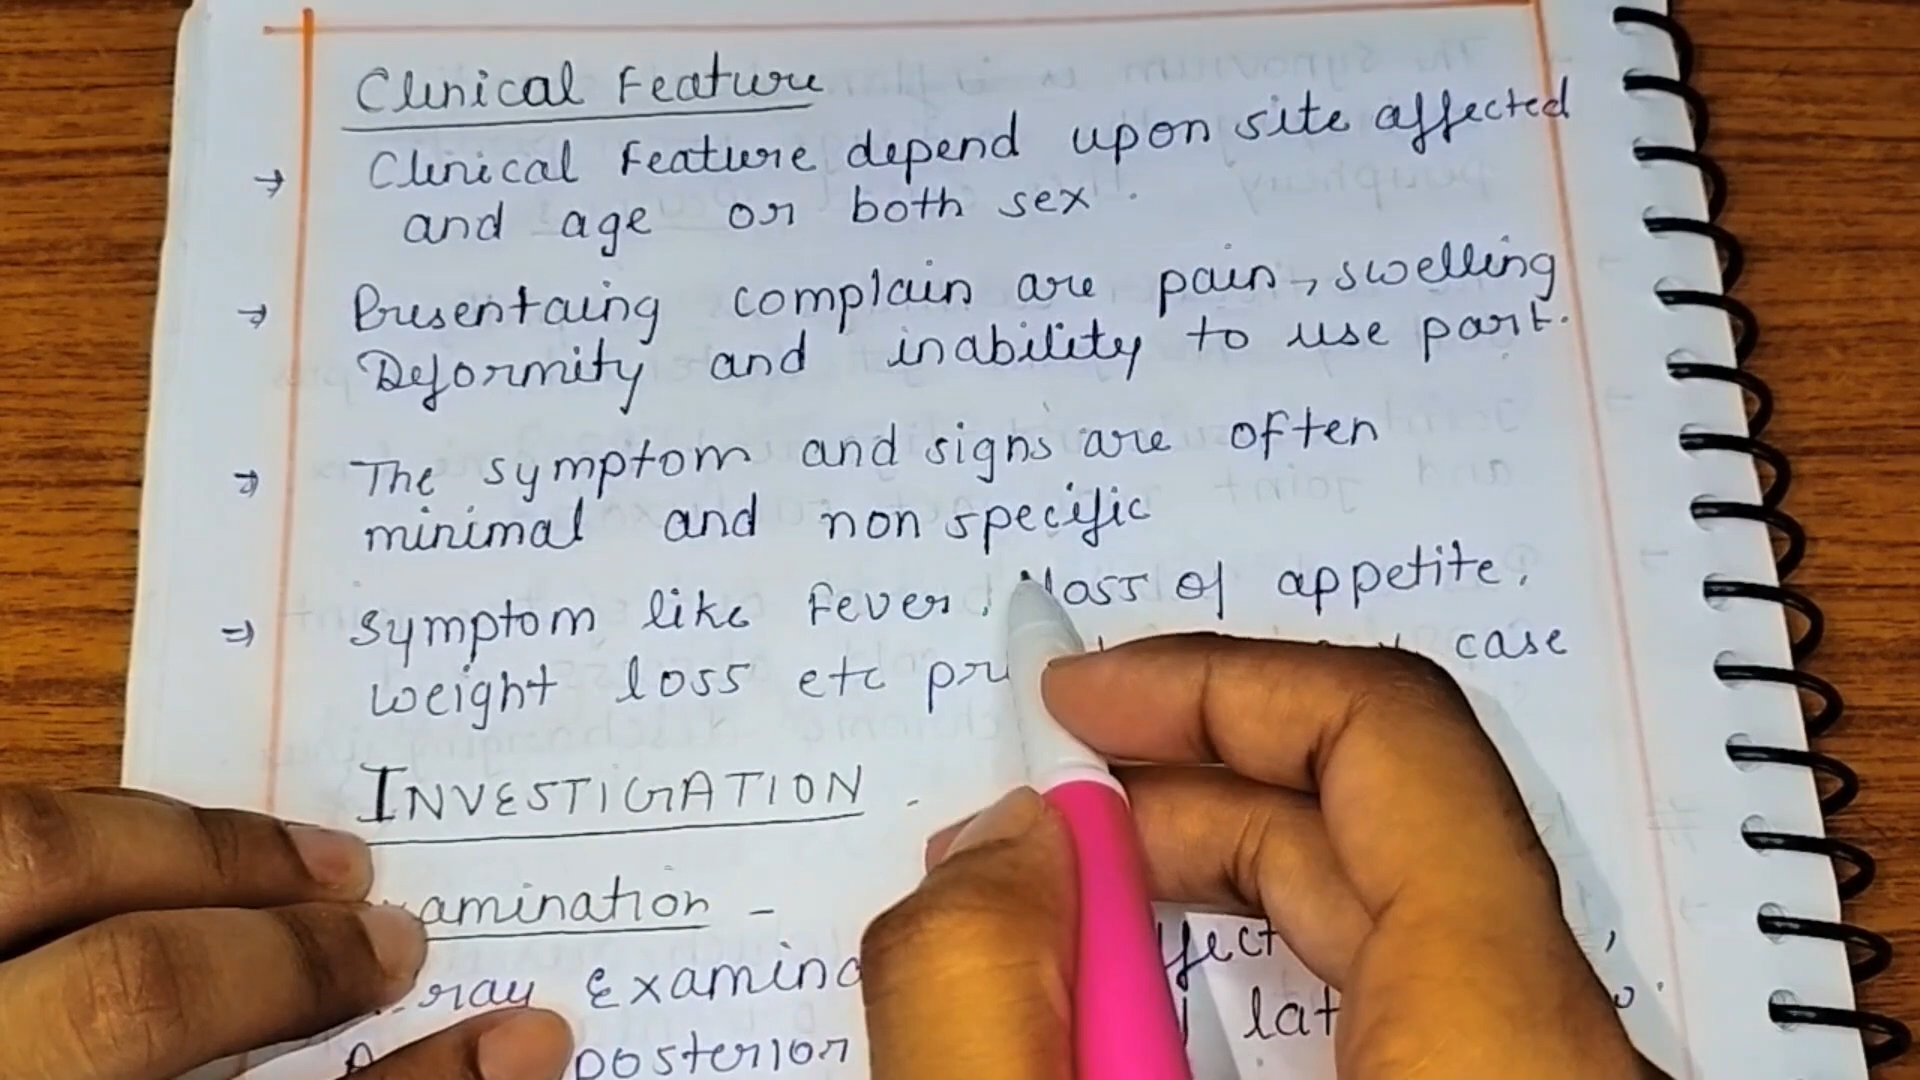 Clinical Feature
→ Clinical Feature depend upon site affected
and age or both sex.
→ Presentaing complain are pain, swelling
Deformity and inability to use part.
→ The symptom and signs are often
minimal and non specific
⇒ Symptom like Fever, loss of appetite,
weight loss etc case
INVESTIGATION -
amination -
ray Examina
posterior